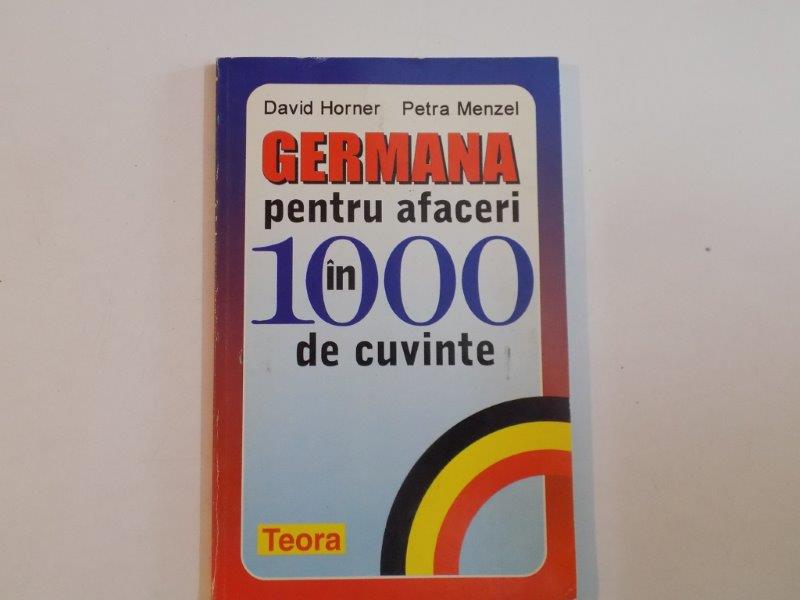 David Horner Petra Menzel
GERMANA
pentru afaceri
în
1000
de cuvinte
Teora